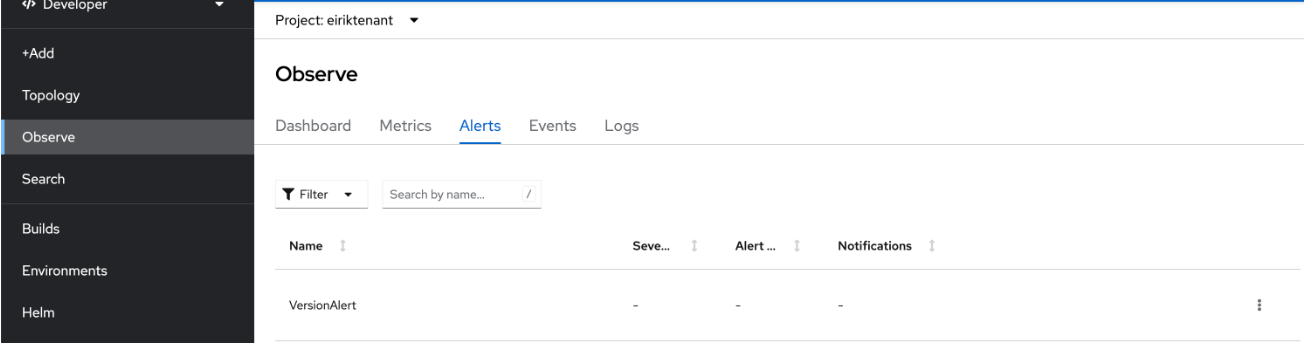 </> Developer
Project: eiriktenant
+Add
Topology
Observe
Search
Builds
Environments
Helm
Observe
Dashboard Metrics Alerts Events Logs
Filter Search by name... /
Name Seve... Alert ... Notifications
VersionAlert - - -